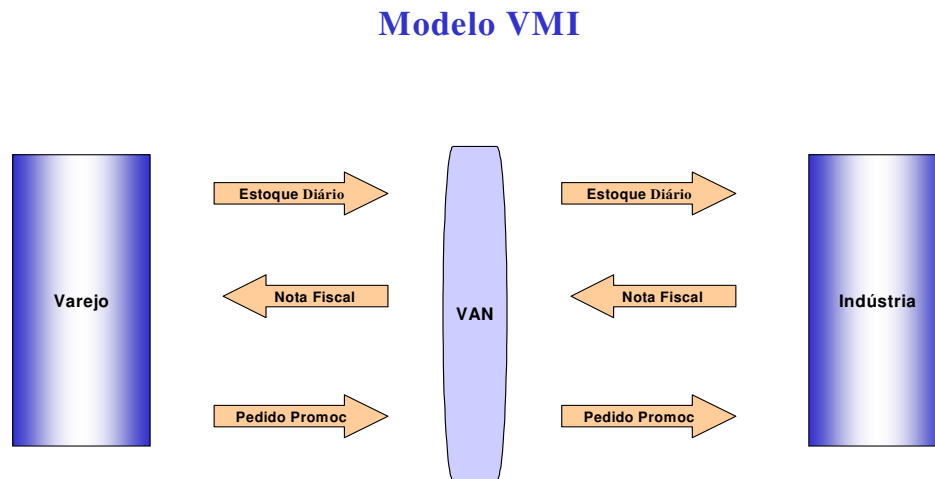 Modelo VMI
Estoque Diário
Estoque Diário
Varejo
Nota Fiscal
VAN
Nota Fiscal
Indústria
Pedido Promoc
Pedido Promoc